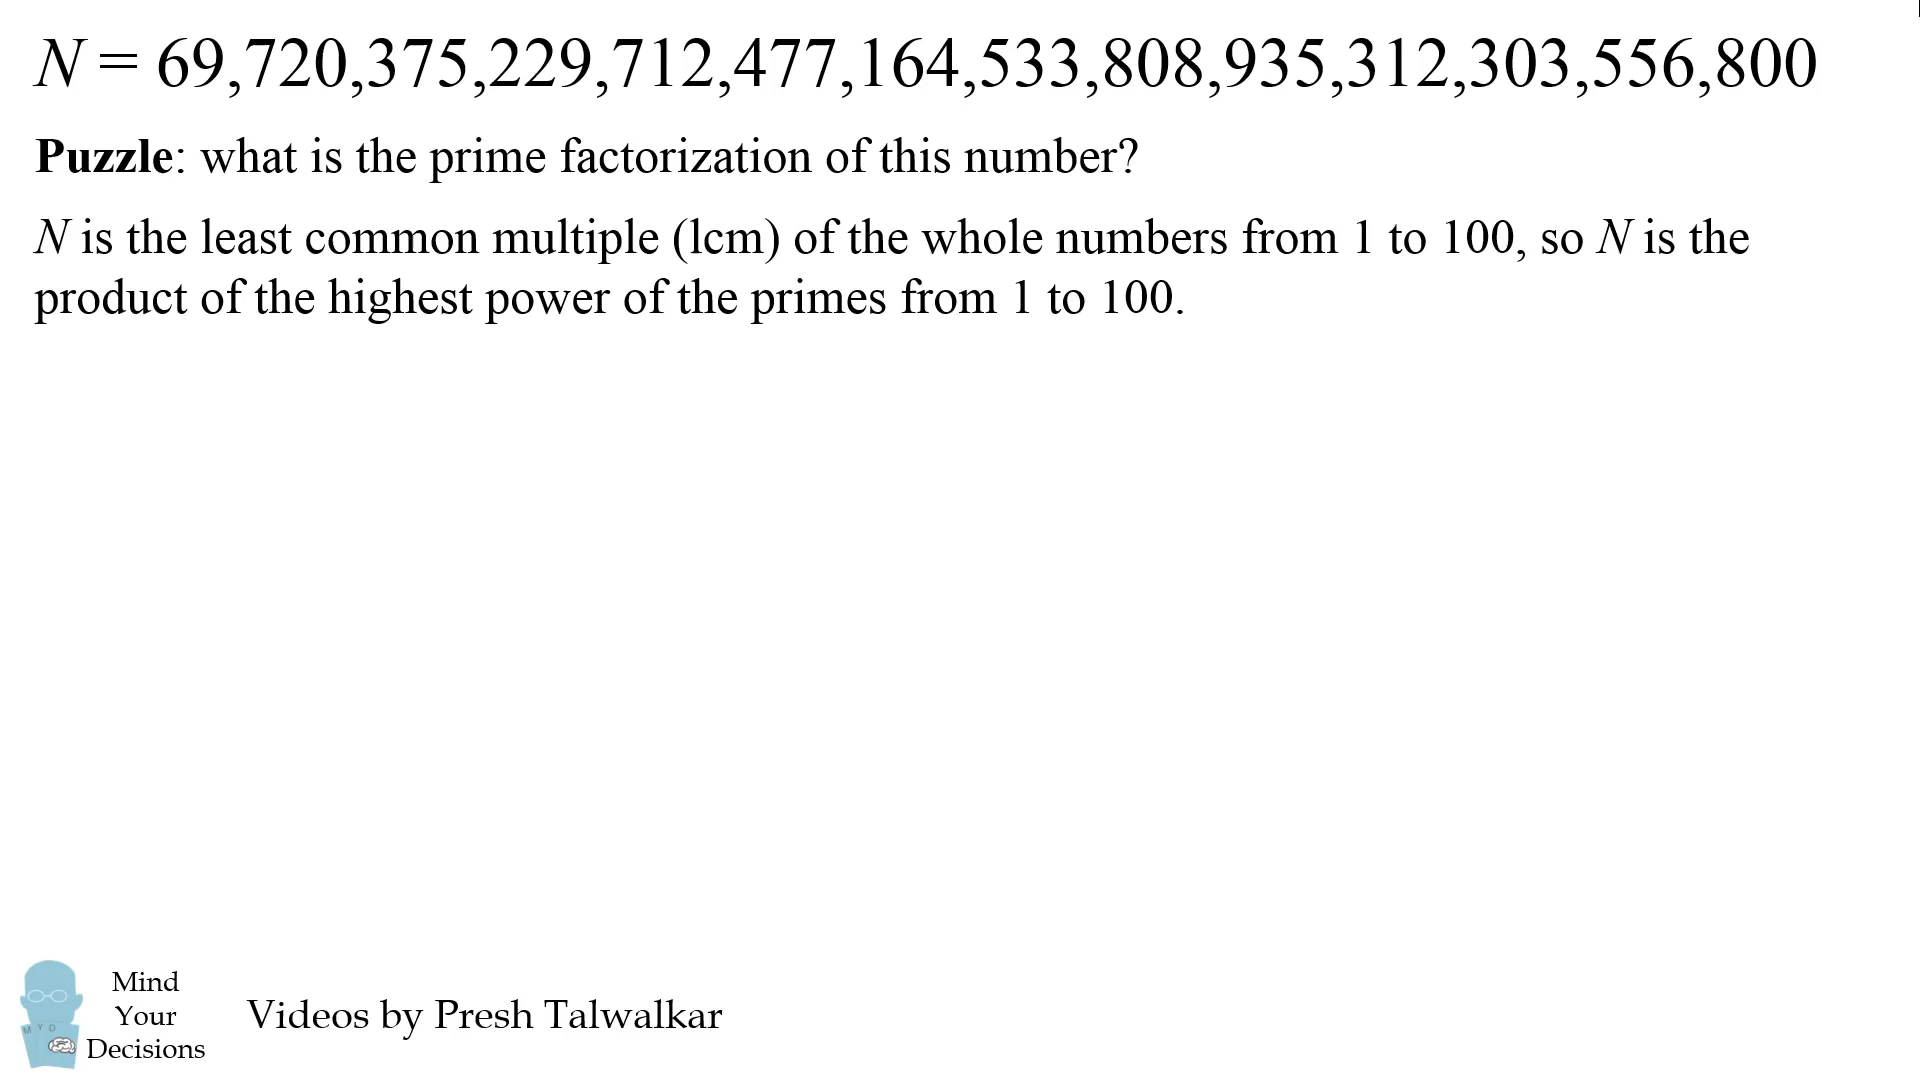 N = 69,720,375,229,712,477,164,533,808,935,312,303,556,800
Puzzle: what is the prime factorization of this number?
N is the least common multiple (lcm) of the whole numbers from 1 to 100, so N is the
product of the highest power of the primes from 1 to 100.
Mind
Your
Decisions
M Y D
Videos by Presh Talwalkar